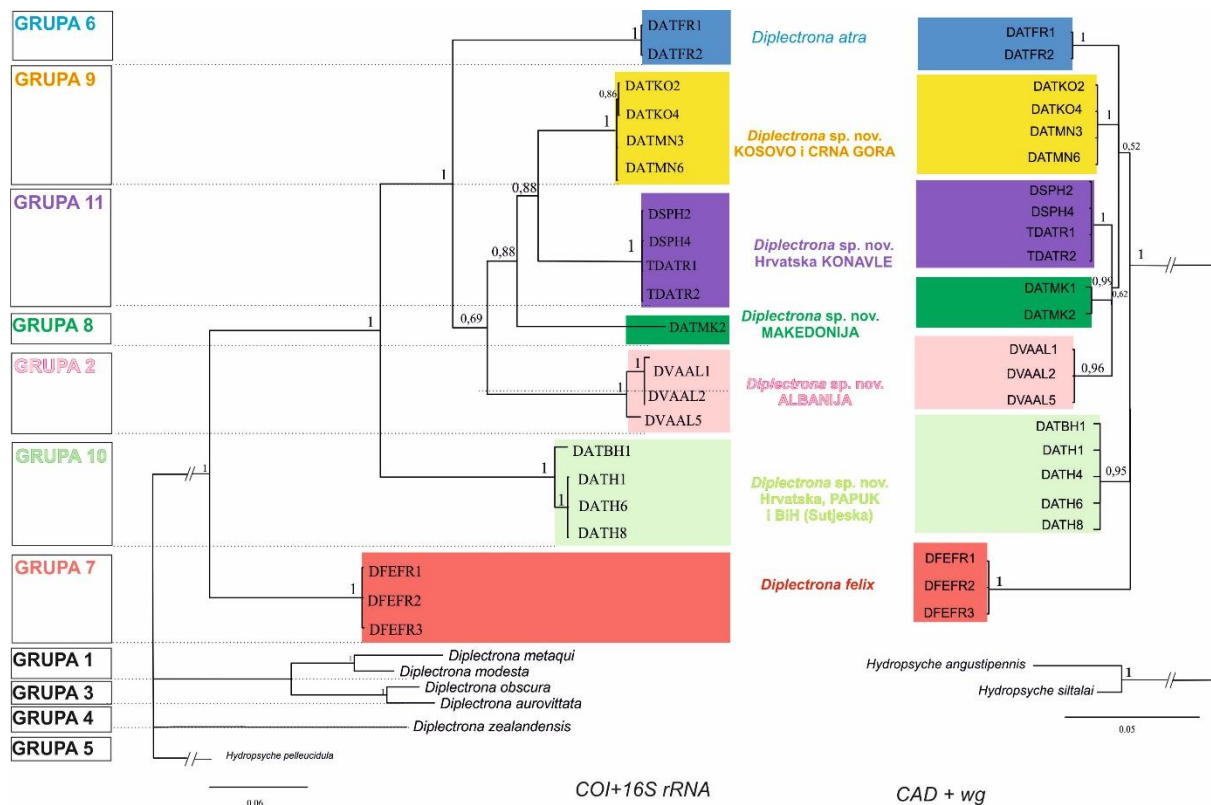 GRUPA 6
GRUPA 9
GRUPA 11
GRUPA 8
GRUPA 2
GRUPA 10
GRUPA 7
GRUPA 1
GRUPA 3
GRUPA 4
GRUPA 5
1
DATFR1
DATFR2
1
0,86
DATKO2
DATKO4
DATMN3
DATMN6
1
0,88
DSPH2
DSPH4
TDATR1
TDATR2
1
0,88
DATMK2
0,69
DVAAL1
DVAAL2
DVAAL5
1
1
1
DATBH1
DATH1
DATH6
DATH8
1
1
1
DFEFR1
DFEFR2
DFEFR3
1
1
Diplectrona metaqui
Diplectrona modesta
1
Diplectrona obscura
Diplectrona aurovittata
1
Diplectrona zealandensis
Hydropsyche pelleucidula
0.06
COI+16S rRNA
Diplectrona atra
Diplectrona sp. nov.
KOSOVO i CRNA GORA
Diplectrona sp. nov.
Hrvatska KONAVLE
Diplectrona sp. nov.
MAKEDONIJA
Diplectrona sp. nov.
ALBANIJA
Diplectrona sp. nov.
Hrvatska, PAPUK
i BiH (Sutjeska)
Diplectrona felix
DATFR1
DATFR2
1
DATKO2
DATKO4
DATMN3
DATMN6
1
0,52
DSPH2
DSPH4
TDATR1
TDATR2
1
1
DATMK1
DATMK2
0,99
0,62
DVAAL1
DVAAL2
DVAAL5
0,96
DATBH1
DATH1
DATH4
DATH6
DATH8
0,95
DFEFR1
DFEFR2
DFEFR3
1
Hydropsyche angustipennis
Hydropsyche siltalai
1
0.05
CAD + wg